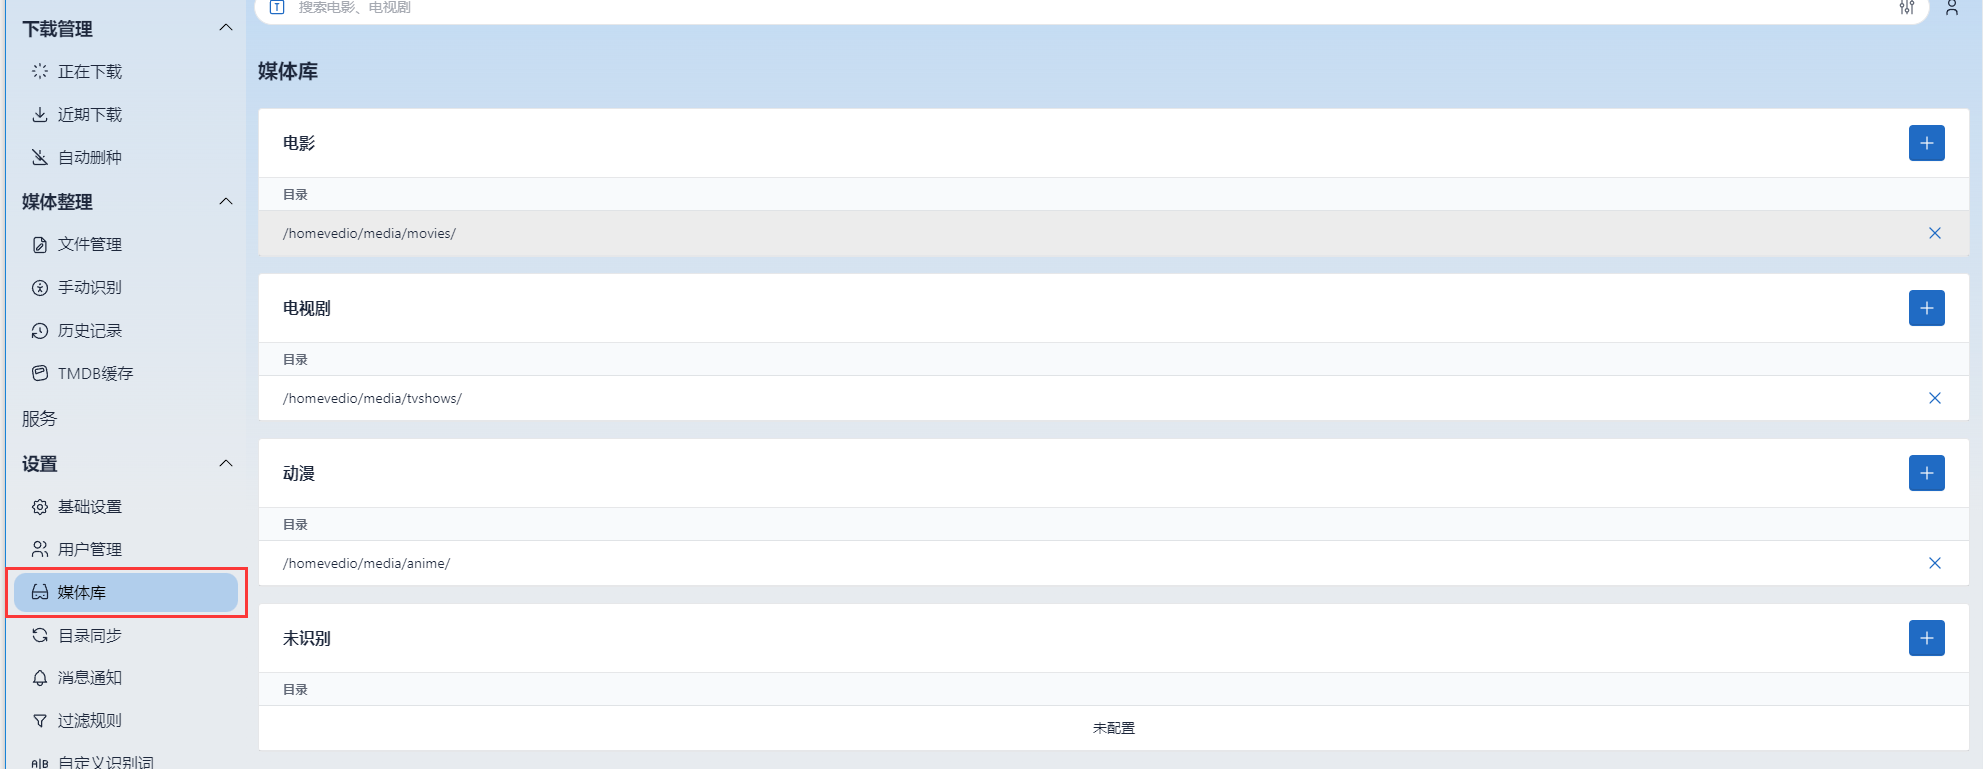 下载管理
正在下载
近期下载
自动删种
媒体整理
文件管理
手动识别
历史记录
TMDB缓存
服务
设置
基础设置
用户管理
媒体库
目录同步
消息通知
过滤规则
自定义识别词
搜索电影、电视剧
媒体库
电影
目录
/homevedio/media/movies/
电视剧
目录
/homevedio/media/tvshows/
动漫
目录
/homevedio/media/anime/
未识别
目录
未配置